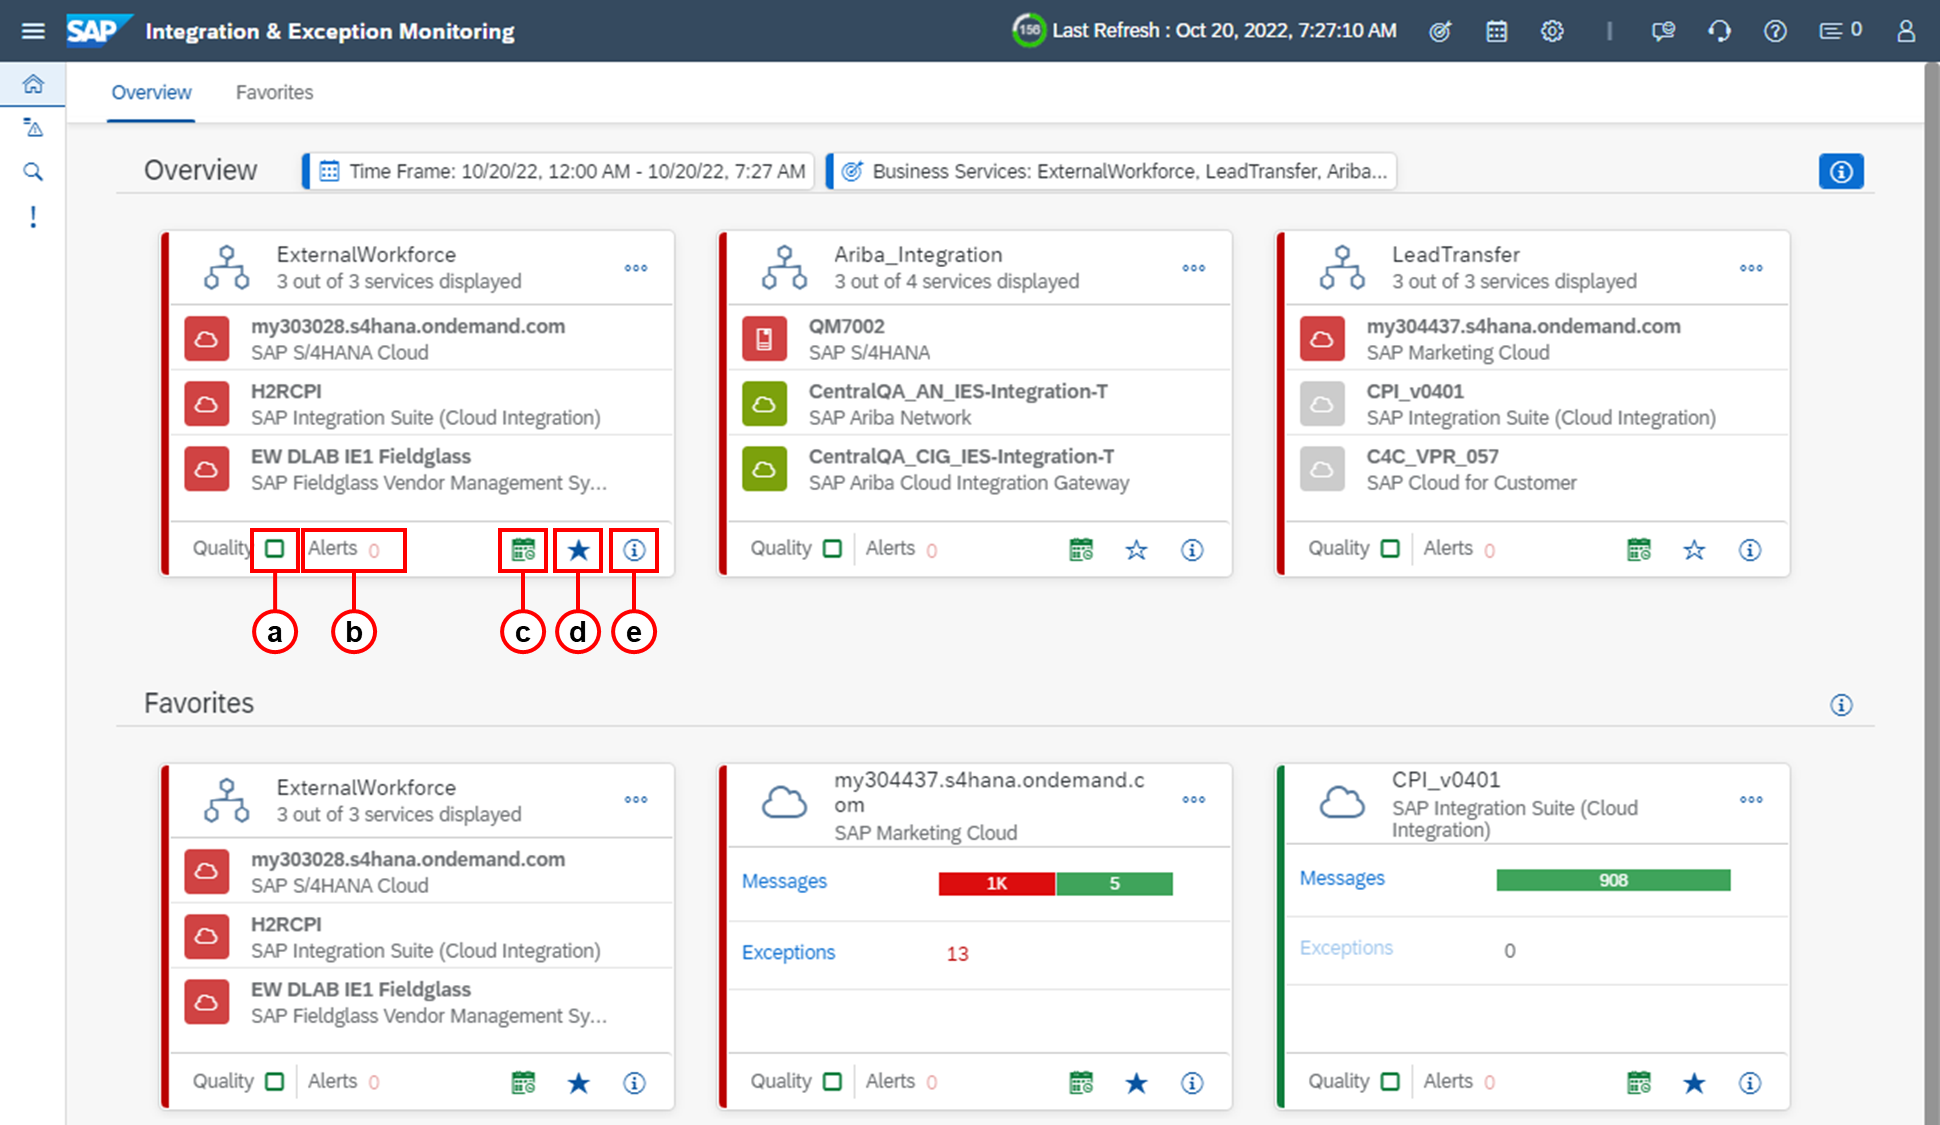 SAP Integration & Exception Monitoring 156 Last Refresh : Oct 20, 2022, 7:27:10 AM 0
Overview Favorites
Overview Time Frame: 10/20/22, 12:00 AM - 10/20/22, 7:27 AM Business Services: ExternalWorkforce, LeadTransfer, Ariba...
ExternalWorkforce
3 out of 3 services displayed
my303028.s4hana.ondemand.com
SAP S/4HANA Cloud
H2RCPI
SAP Integration Suite (Cloud Integration)
EW DLAB IE1 Fieldglass
SAP Fieldglass Vendor Management Sy...
Quality Alerts 0
a b c d e
Ariba_Integration
3 out of 4 services displayed
QM7002
SAP S/4HANA
CentralQA_AN_IES-Integration-T
SAP Ariba Network
CentralQA_CIG_IES-Integration-T
SAP Ariba Cloud Integration Gateway
Quality Alerts 0
LeadTransfer
3 out of 3 services displayed
my304437.s4hana.ondemand.com
SAP Marketing Cloud
CPI_v0401
SAP Integration Suite (Cloud Integration)
C4C_VPR_057
SAP Cloud for Customer
Quality Alerts 0
Favorites
ExternalWorkforce
3 out of 3 services displayed
my303028.s4hana.ondemand.com
SAP S/4HANA Cloud
H2RCPI
SAP Integration Suite (Cloud Integration)
EW DLAB IE1 Fieldglass
SAP Fieldglass Vendor Management Sy...
Quality Alerts 0
my304437.s4hana.ondemand.c
om
SAP Marketing Cloud
Messages 1K 5
Exceptions 13
Quality Alerts 0
CPI_v0401
SAP Integration Suite (Cloud
Integration)
Messages 908
Exceptions 0
Quality Alerts 0